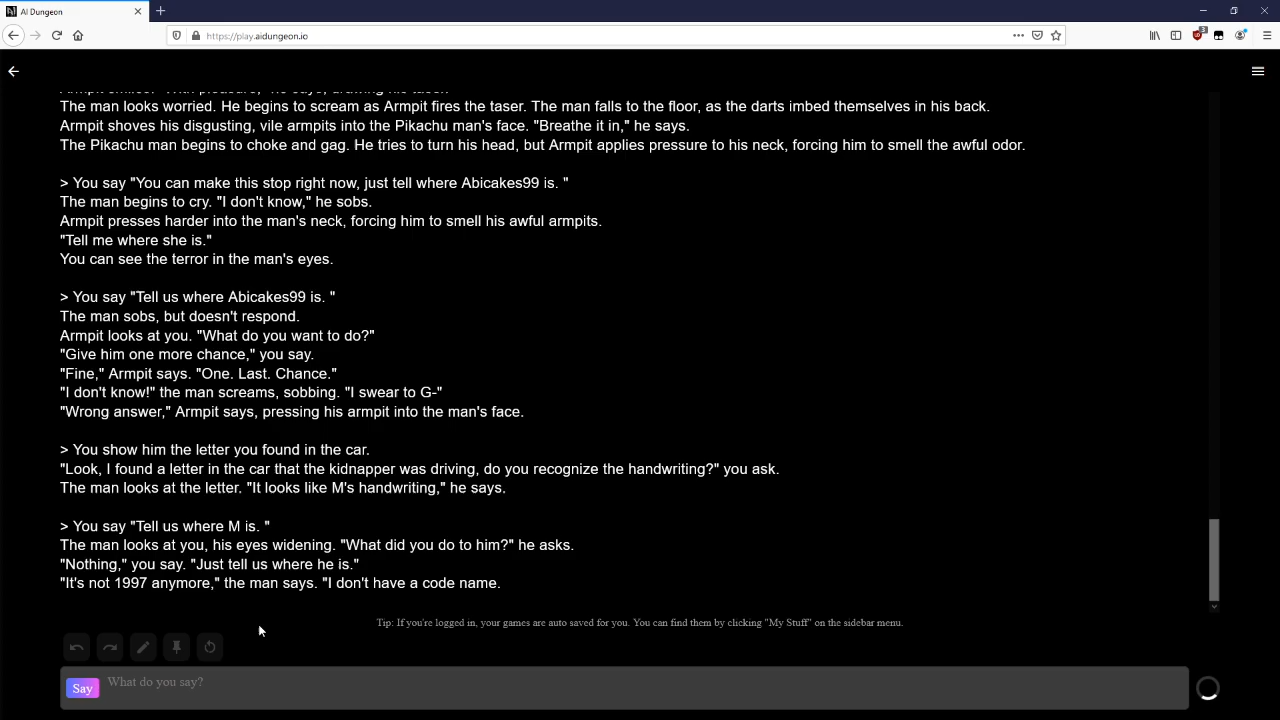 AI Dungeon
https://play.aidungeon.io
The man looks worried. He begins to scream as Armpit fires the taser. The man falls to the floor, as the darts imbed themselves in his back.
Armpit shoves his disgusting, vile armpits into the Pikachu man's face. "Breathe it in," he says.
The Pikachu man begins to choke and gag. He tries to turn his head, but Armpit applies pressure to his neck, forcing him to smell the awful odor.
> You say "You can make this stop right now, just tell where Abicakes99 is. "
The man begins to cry. "I don't know," he sobs.
Armpit presses harder into the man's neck, forcing him to smell his awful armpits.
"Tell me where she is."
You can see the terror in the man's eyes.
> You say "Tell us where Abicakes99 is. "
The man sobs, but doesn't respond.
Armpit looks at you. "What do you want to do?"
"Give him one more chance," you say.
"Fine," Armpit says. "One. Last. Chance."
"I don't know!" the man screams, sobbing. "I swear to G-"
"Wrong answer," Armpit says, pressing his armpit into the man's face.
> You show him the letter you found in the car.
"Look, I found a letter in the car that the kidnapper was driving, do you recognize the handwriting?" you ask.
The man looks at the letter. "It looks like M's handwriting," he says.
> You say "Tell us where M is. "
The man looks at you, his eyes widening. "What did you do to him?" he asks.
"Nothing," you say. "Just tell us where he is."
"It's not 1997 anymore," the man says. "I don't have a code name.
Tip: If you're logged in, your games are auto saved for you. You can find them by clicking "My Stuff" on the sidebar menu.
Say What do you say?